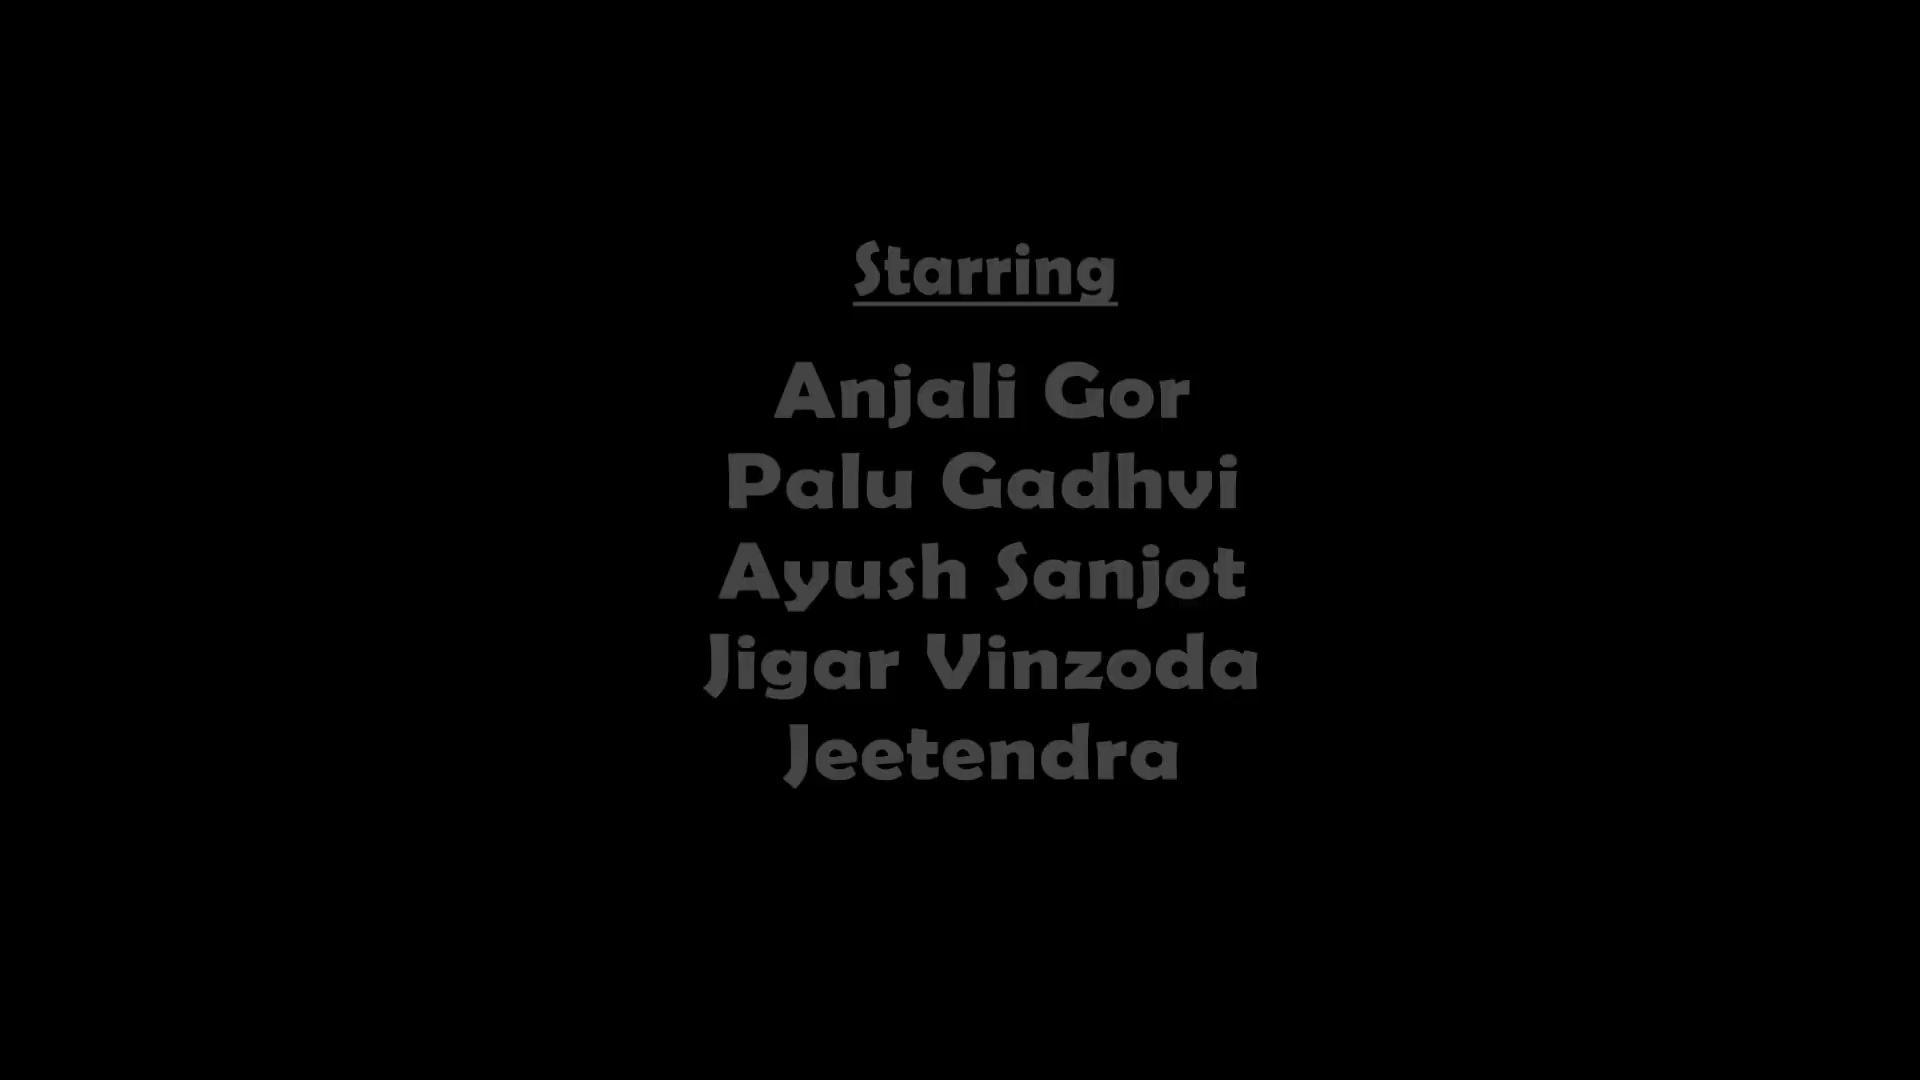 Starring
Anjali Gor
Palu Gadhvi
Ayush Sanjot
Jigar Vinzoda
Jeetendra